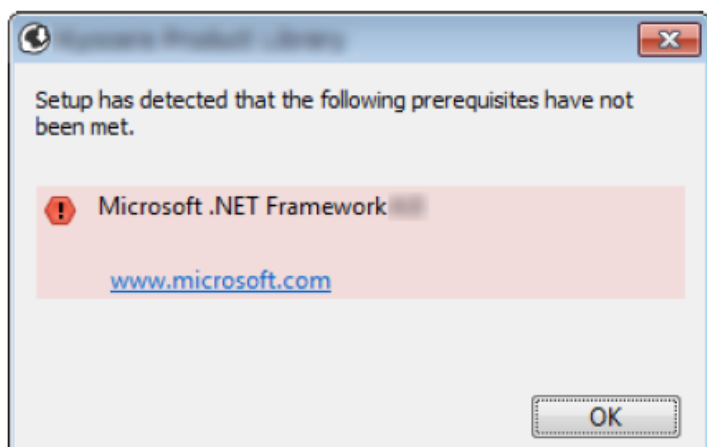 Setup has detected that the following prerequisites have not
been met.
Microsoft .NET Framework
www.microsoft.com
OK